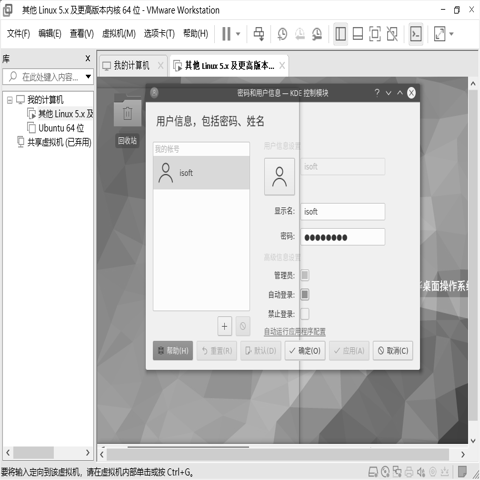 其他 Linux 5.x 及更高版本内核 64 位 - VMware Workstation
文件(F) 编辑(E) 查看(V) 虚拟机(M) 选项卡(T) 帮助(H)
库
在此处键入内容...
我的计算机
其他 Linux 5.x 及
Ubuntu 64 位
共享虚拟机 (已弃用)
我的计算机
其他 Linux 5.x 及更高版本...
回收站
密码和用户信息 — KDE 控制模块
用户信息，包括密码、姓名
我的帐号
isoft
用户信息设置
isoft
显示名: isoft
密码:
高级信息设置
管理员:
自动登录:
禁止登录:
自动运行应用程序配置
帮助(H) 重置(R) 默认(D) 确定(O) 应用(A) 取消(C)
桌面操作系统
要将输入定向到该虚拟机，请在虚拟机内部单击或按 Ctrl+G。